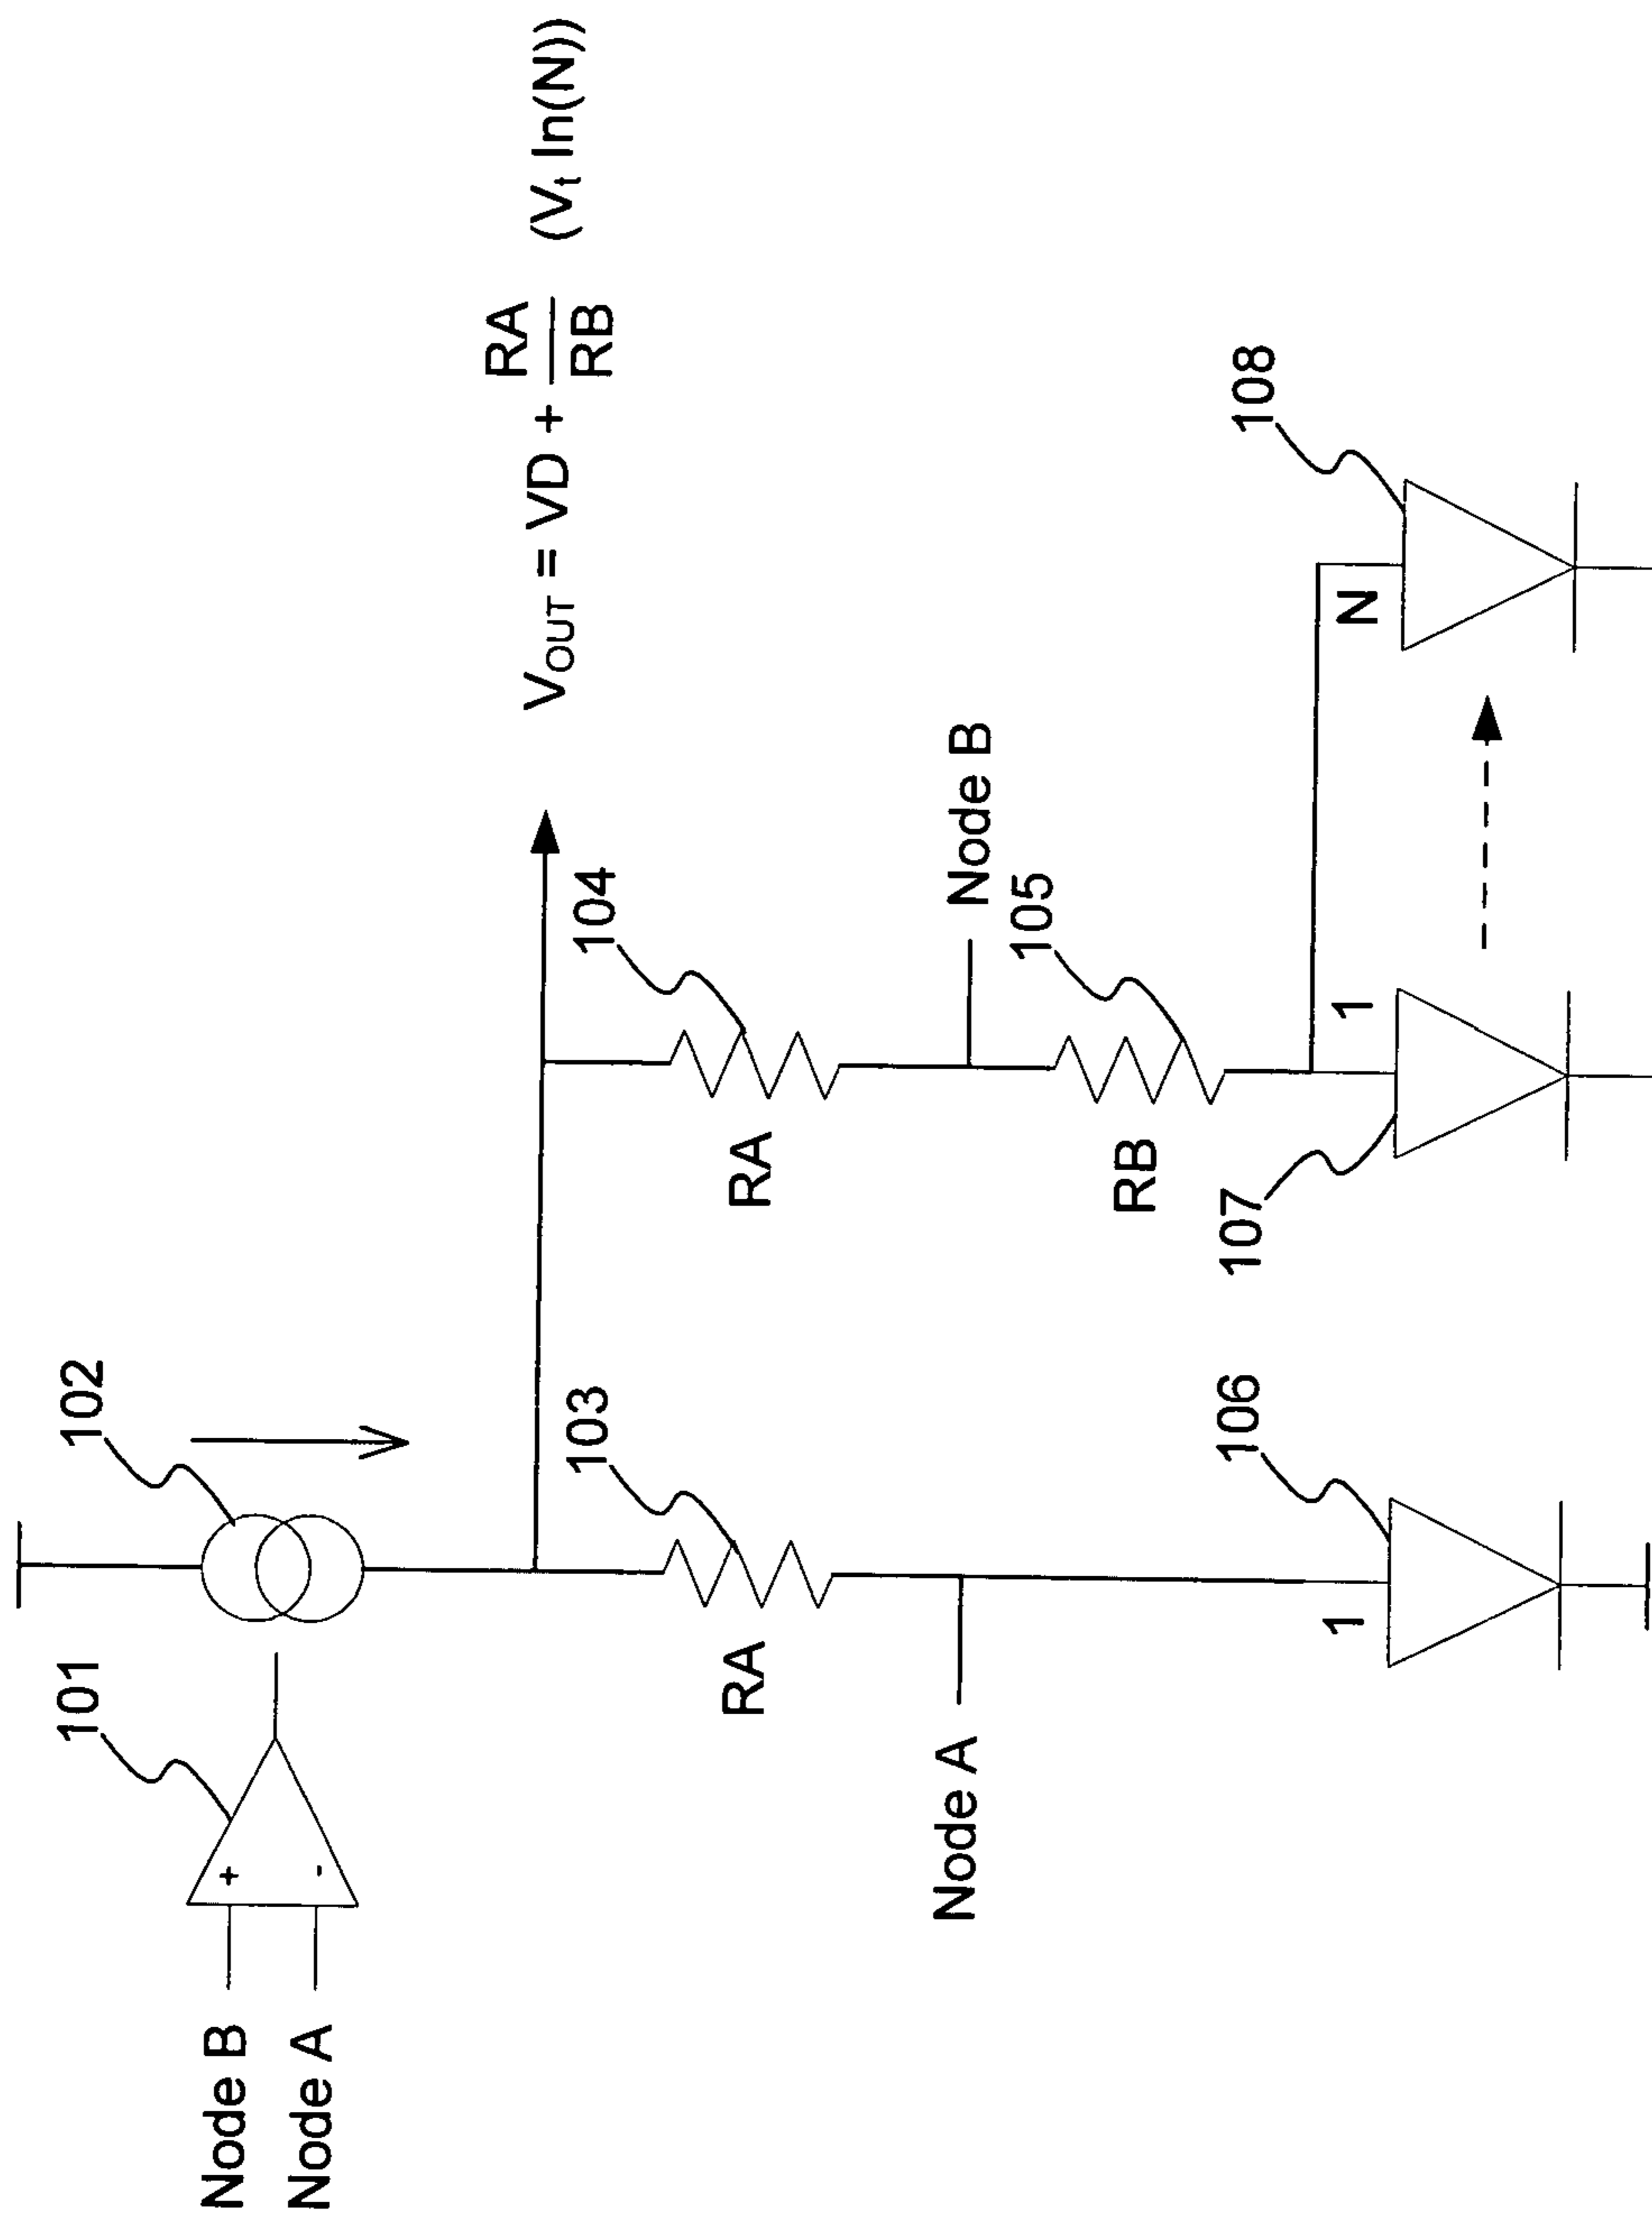 101
102
Node B
+
Node A
-
V_OUT = VD + RA/RB (V_t ln(N))
103
104
RA
RA
Node A
Node B
105
RB
106
107
108
1
1
N